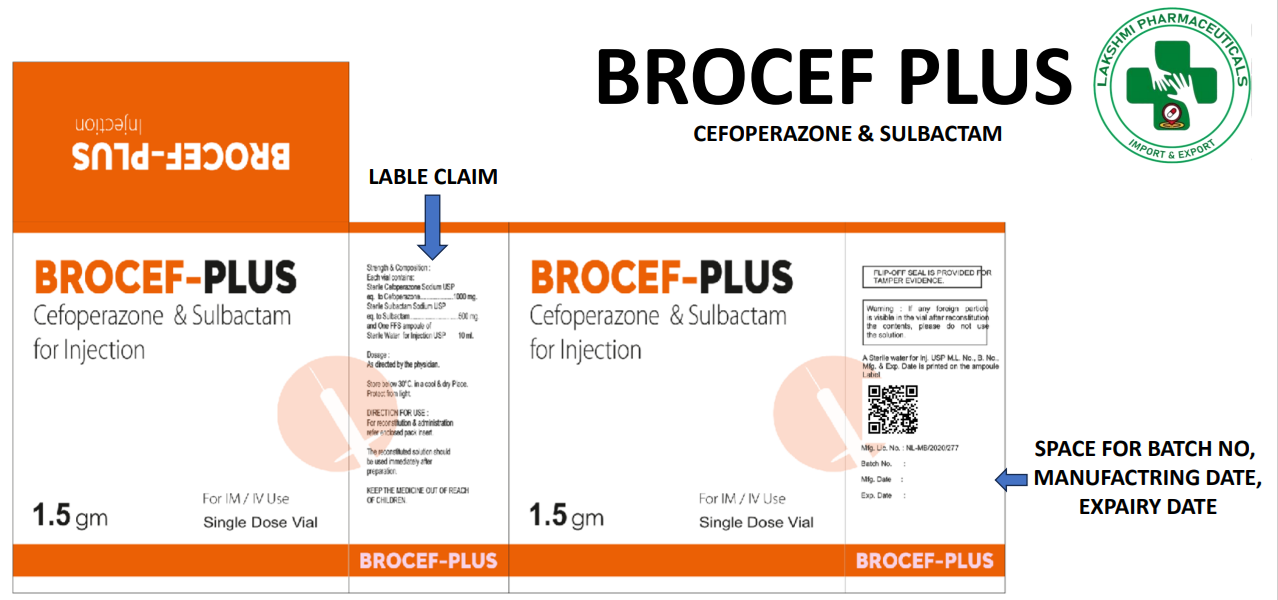 BROCEF PLUS
CEFOPERAZONE & SULBACTAM
LAKSHMI PHARMACEUTICALS
IMPORT & EXPORT
BROCEF-PLUS
Injection
LABLE CLAIM
BROCEF-PLUS
Cefoperazone & Sulbactam
for Injection
For IM / IV Use
1.5 gm
Single Dose Vial
Strength & Composition :
Each vial contains:
Sterile Cefoperazone Sodium USP
eq. to Cefoperazone....................1000 mg.
Sterile Sulbactam Sodium USP
eq. to Sulbactam.........................500 mg
and One FFS ampoule of
Sterile Water for Injection USP 10 ml.
Dosage :
As directed by the physician.
Store below 30°C. in a cool & dry Place.
Protect from light.
DIRECTION FOR USE :
For reconstitution & administration
refer enclosed pack insert.
The reconstituted solution should
be used immediately after
preparation.
KEEP THE MEDICINE OUT OF REACH
OF CHILDREN.
BROCEF-PLUS
BROCEF-PLUS
Cefoperazone & Sulbactam
for Injection
For IM / IV Use
1.5 gm
Single Dose Vial
FLIP-OFF SEAL IS PROVIDED FOR
TAMPER EVIDENCE.
Warning : If any foreign particle
is visible in the vial after reconstitution
the contents, please do not use
the solution.
A Sterile water for Inj. USP M.L. No., B. No.,
Mfg. & Exp. Date is printed on the ampoule
Label
Mfg. Lic. No. : NL-MB/2020/277
Batch No. :
Mfg. Date :
Exp. Date :
BROCEF-PLUS
SPACE FOR BATCH NO,
MANUFACTRING DATE,
EXPAIRY DATE